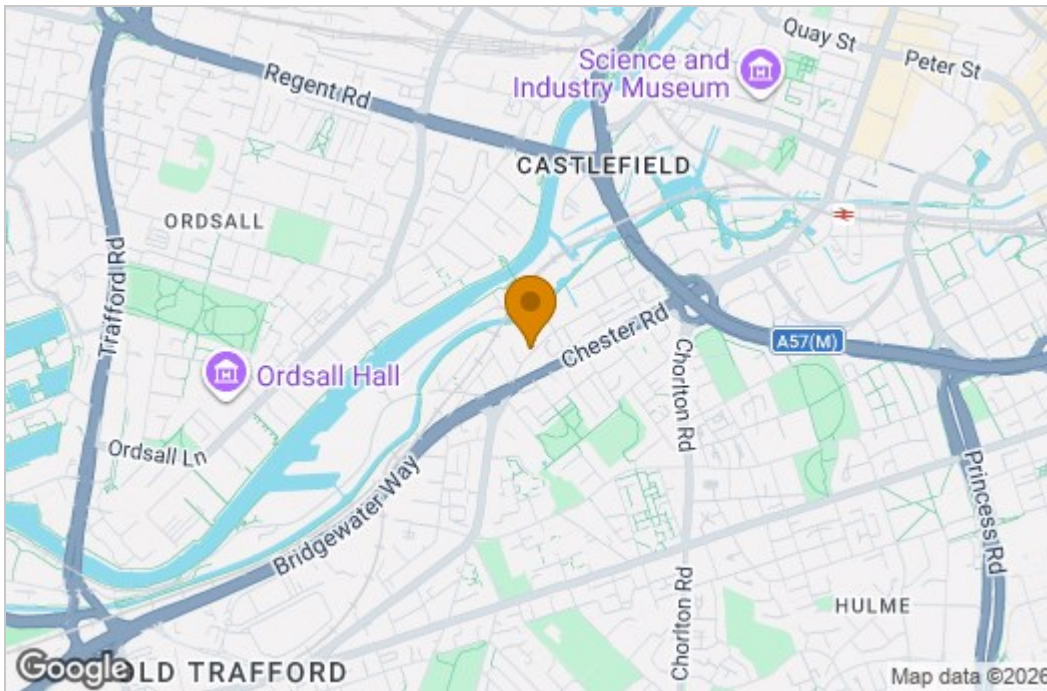 Quay St
Peter St
Science and
Industry Museum
Regent Rd
CASTLEFIELD
ORDSALL
Trafford Rd
Chester Rd
A57(M)
Ordsall Hall
Chorlton Rd
Ordsall Ln
Princess Rd
Bridgewater Way
Chorlton Rd
HULME
Google
OLD TRAFFORD
Map data ©2026